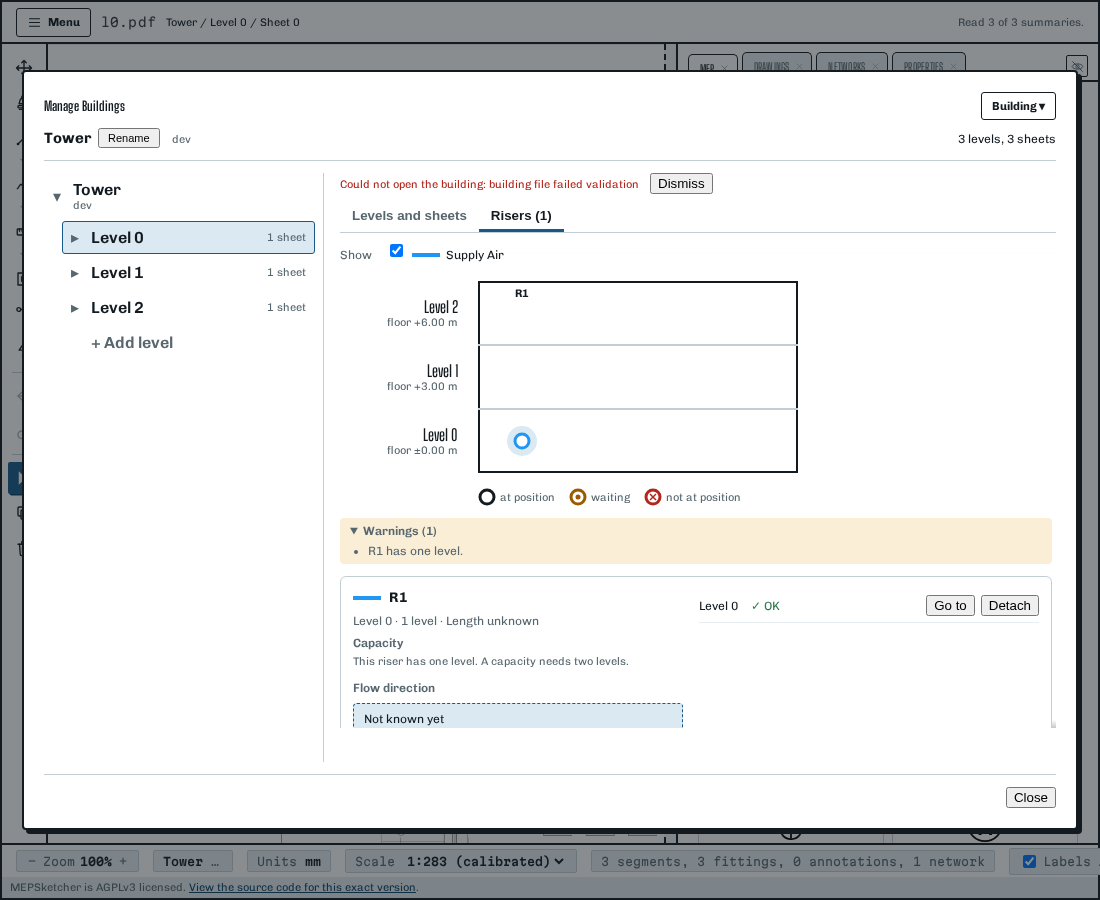 Menu
l0.pdf
Tower / Level 0 / Sheet 0
Read 3 of 3 summaries.
MEP
DRAWINGS
NETWORKS
PROPERTIES
Manage Buildings
Building ▾
Tower
Rename
dev
3 levels, 3 sheets
▼ Tower
dev
▶ Level 0
1 sheet
▶ Level 1
1 sheet
▶ Level 2
1 sheet
+ Add level
Could not open the building: building file failed validation
Dismiss
Levels and sheets
Risers (1)
Show
Supply Air
R1
Level 2
floor +6.00 m
Level 1
floor +3.00 m
Level 0
floor ±0.00 m
at position
waiting
not at position
▼ Warnings (1)
• R1 has one level.
R1
Level 0 · 1 level · Length unknown
Capacity
This riser has one level. A capacity needs two levels.
Flow direction
Not known yet
Level 0
✓ OK
Go to
Detach
Close
− Zoom 100% +
Tower …
Units mm
Scale 1:283 (calibrated)
3 segments, 3 fittings, 0 annotations, 1 network
Labels
MEPSketcher is AGPLv3 licensed. View the source code for this exact version.